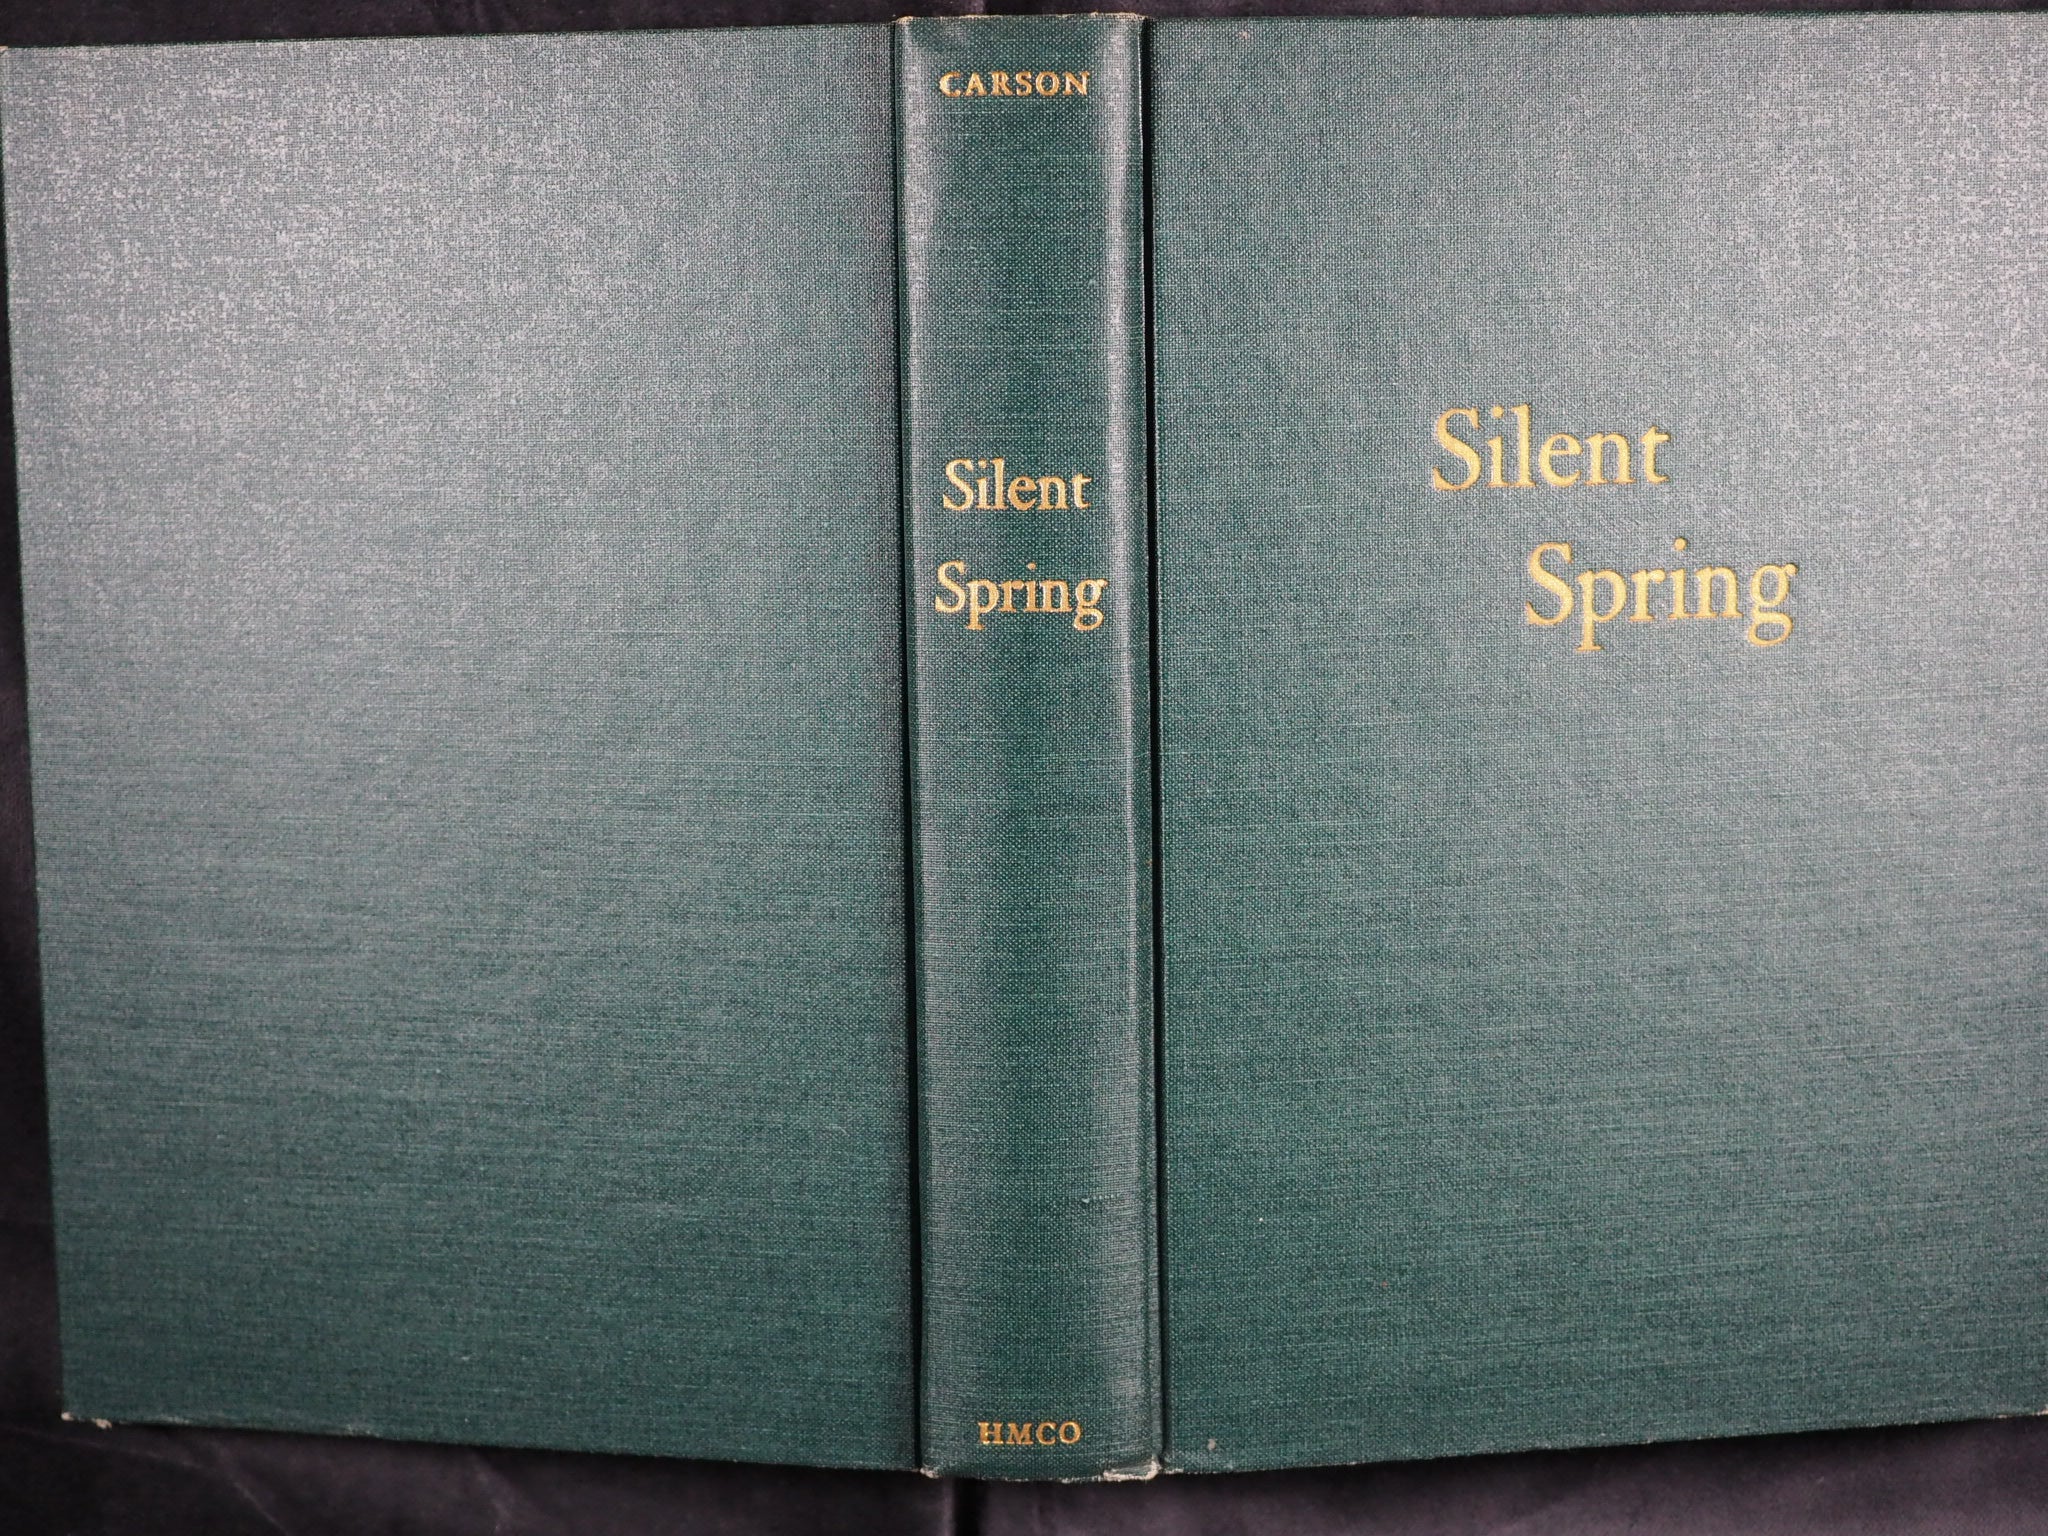 CARSON
Silent
Spring
HMCO
Silent
Spring